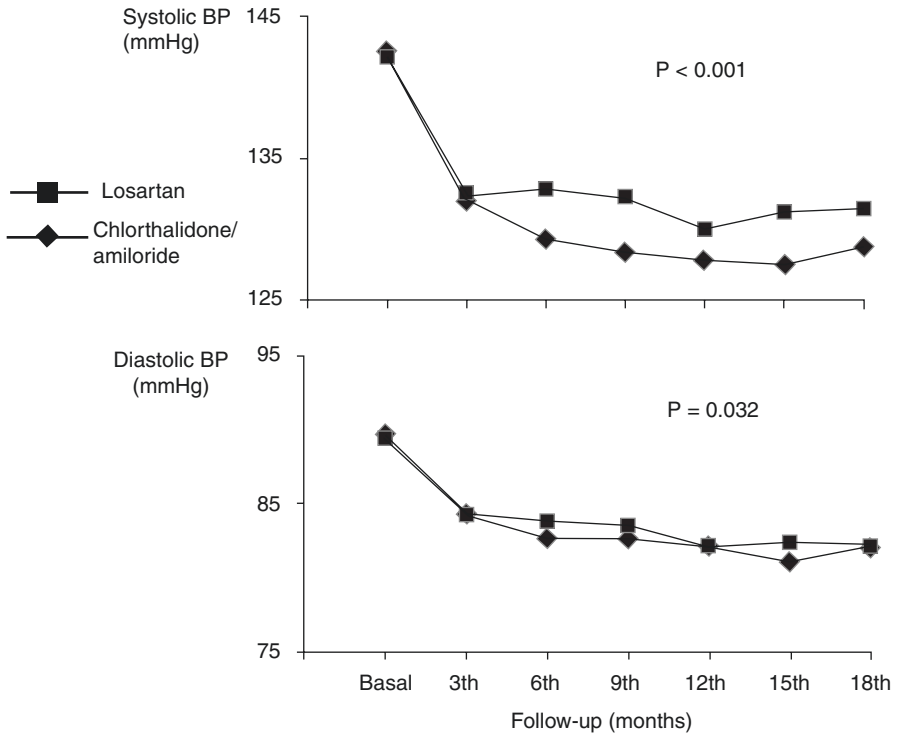 Systolic BP
(mmHg)
145
135
125
P < 0.001
Losartan
Chlorthalidone/
amiloride
Diastolic BP
(mmHg)
95
85
75
P = 0.032
Basal 3th 6th 9th 12th 15th 18th
Follow-up (months)